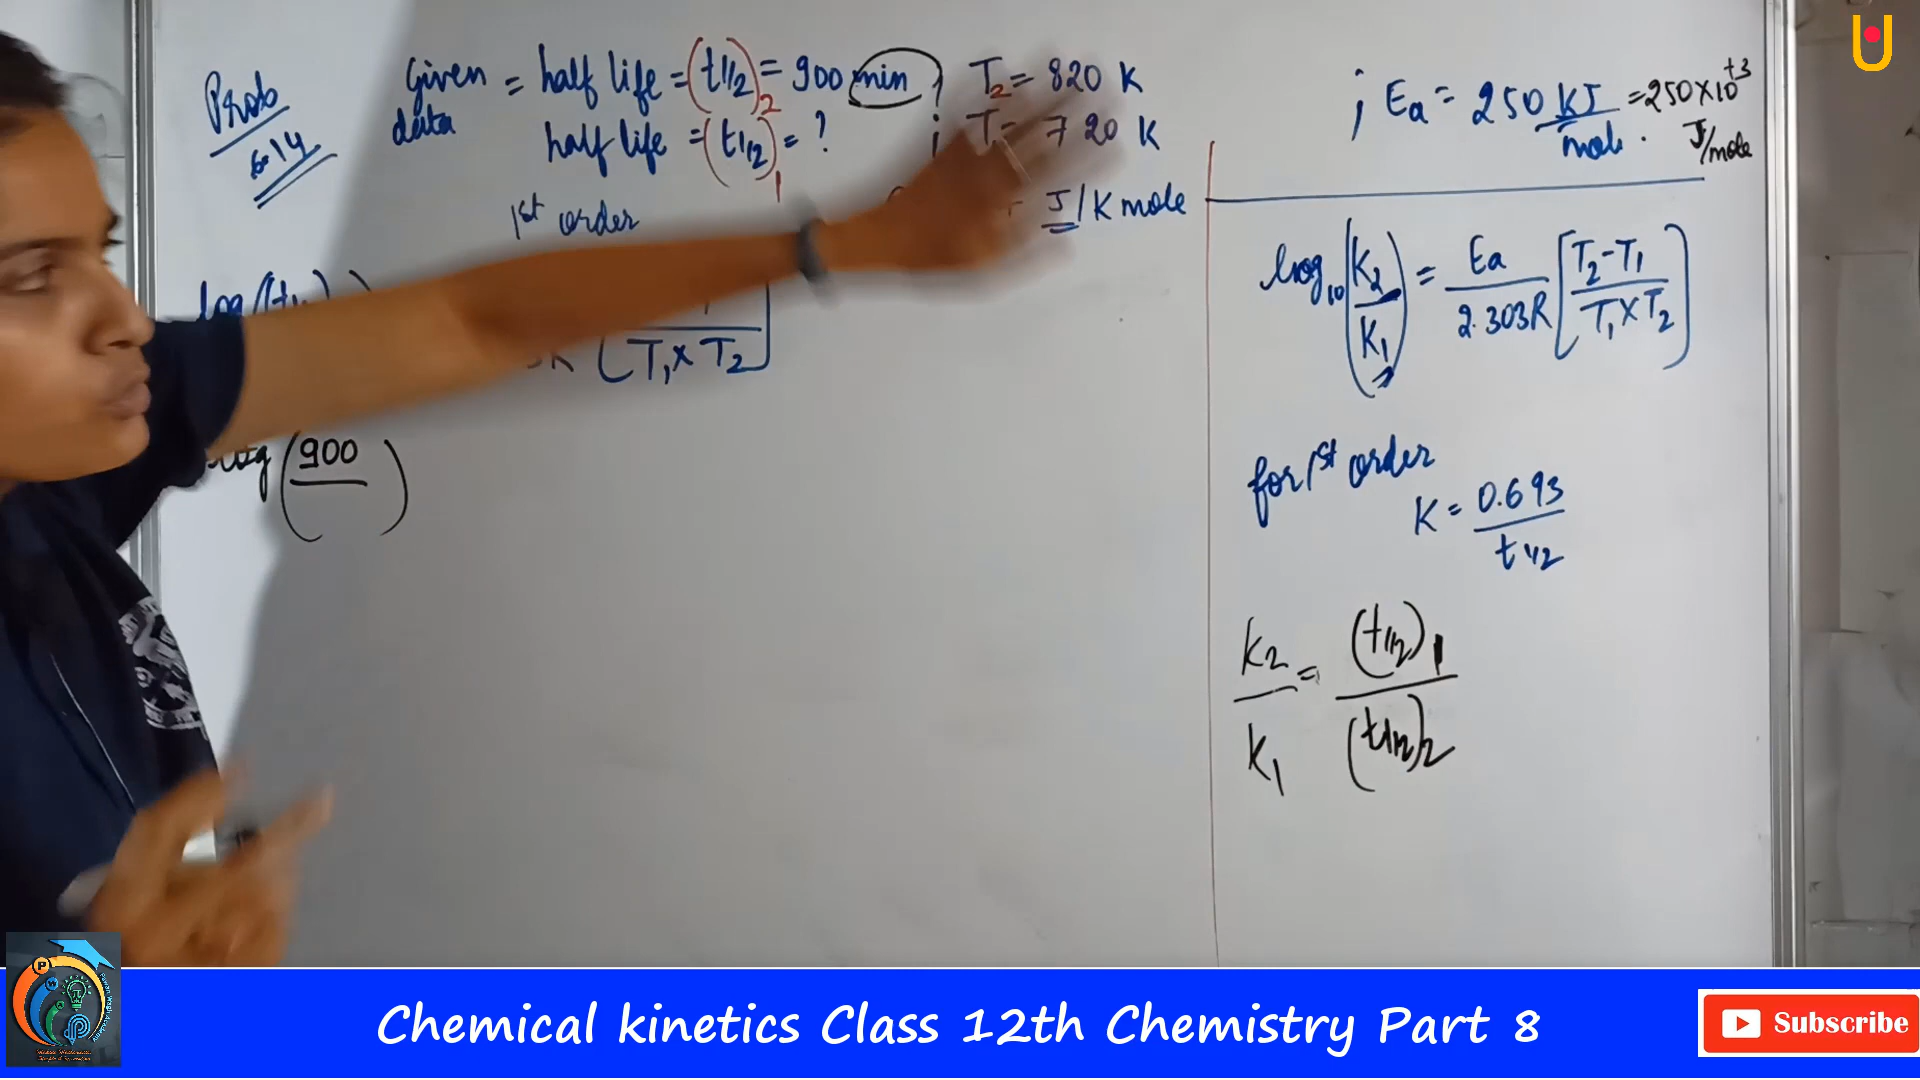 Prob
6.14
Given data = half life = (t1/2)2 = 900 min ; T2 = 820 K ; Ea = 250 kJ/mole. = 250×10+3 J/mole
half life = (t1/2)1 = ? ; T = 720 K
1st order
J/K mole
log (t1/
T1 × T2
log10 (K2/K1) = Ea/2.303R [T2-T1/T1×T2]
log (900
for 1st order
K = 0.693/t1/2
K2/K1 = (t1/2)1/(t1/2)2
Chemical kinetics Class 12th Chemistry Part 8
Subscribe